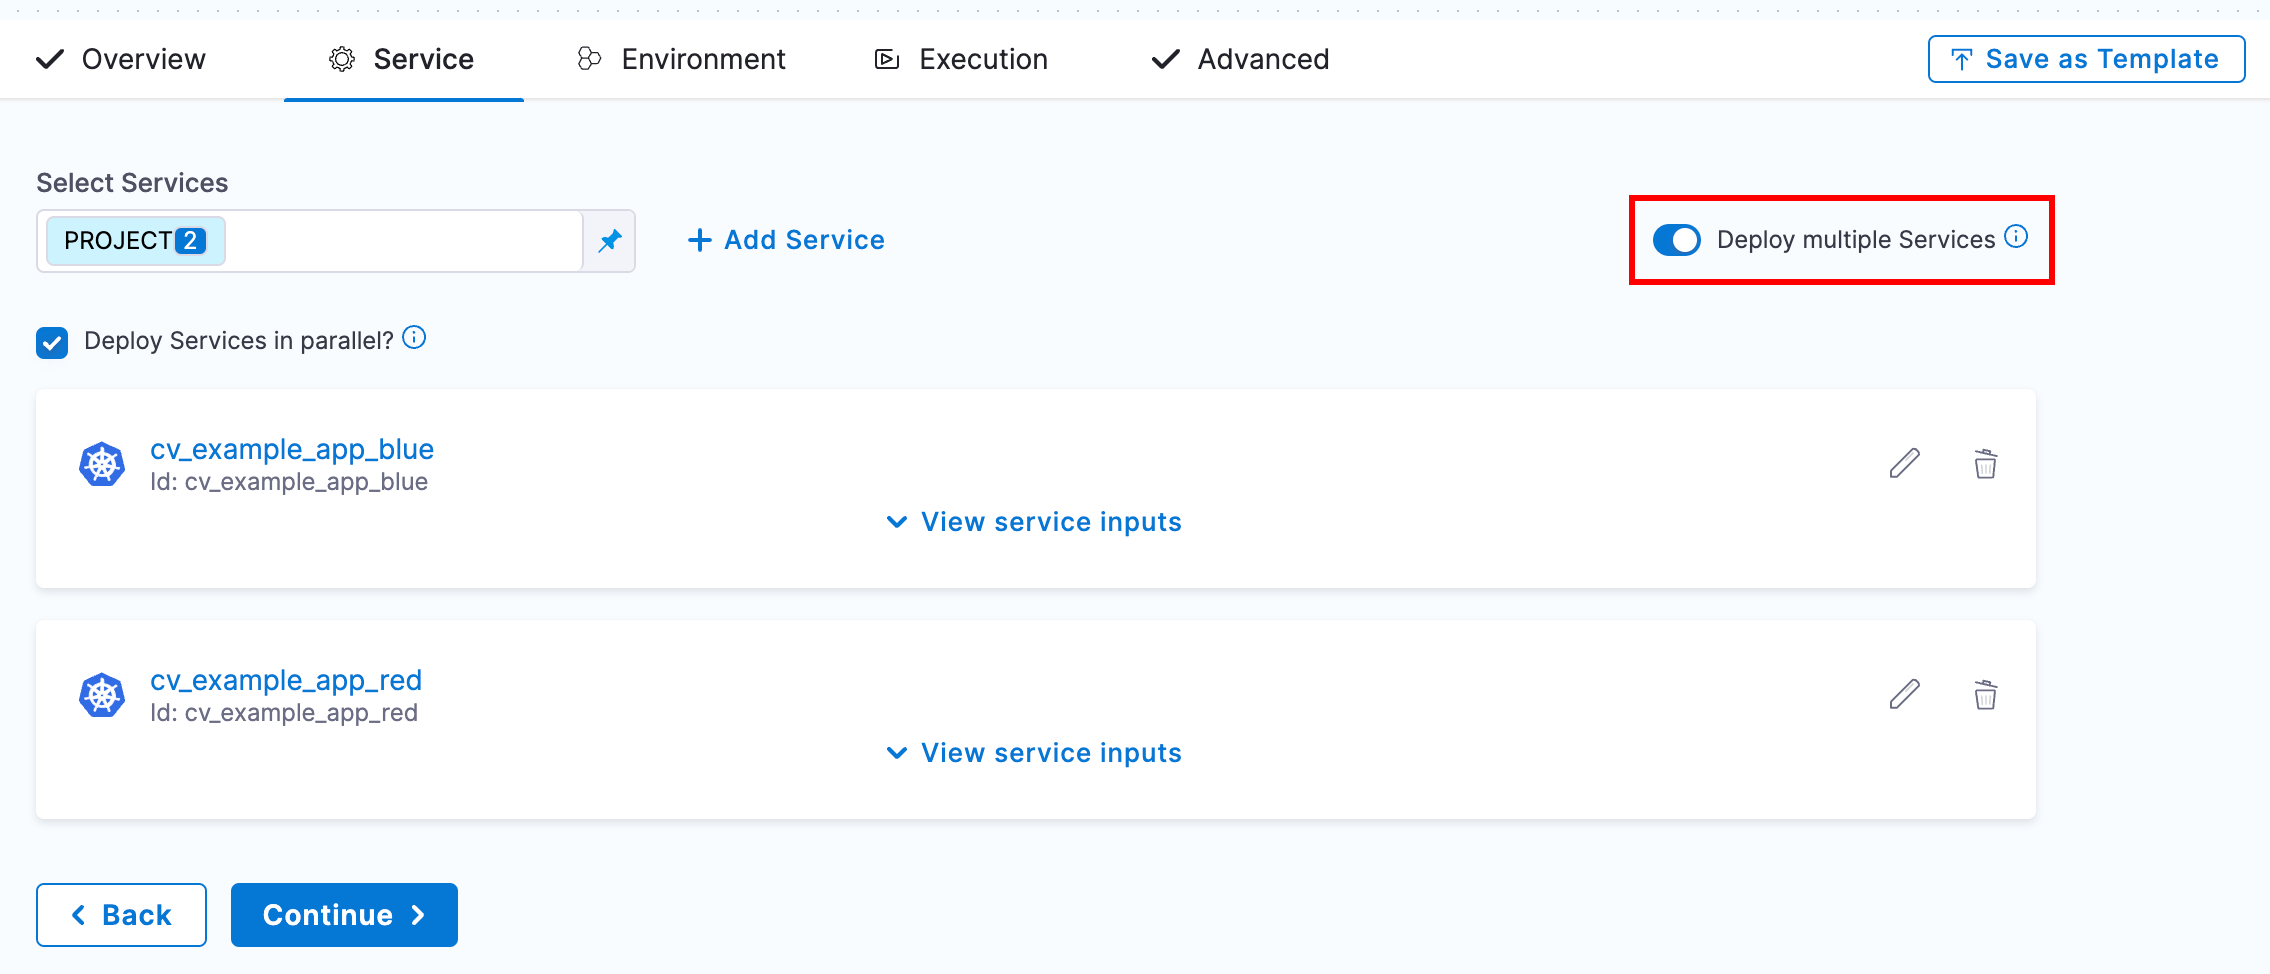 Overview
Service
Environment
Execution
Advanced
Save as Template
Select Services
PROJECT 2
Add Service
Deploy multiple Services
Deploy Services in parallel?
cv_example_app_blue
Id: cv_example_app_blue
View service inputs
cv_example_app_red
Id: cv_example_app_red
View service inputs
Back
Continue